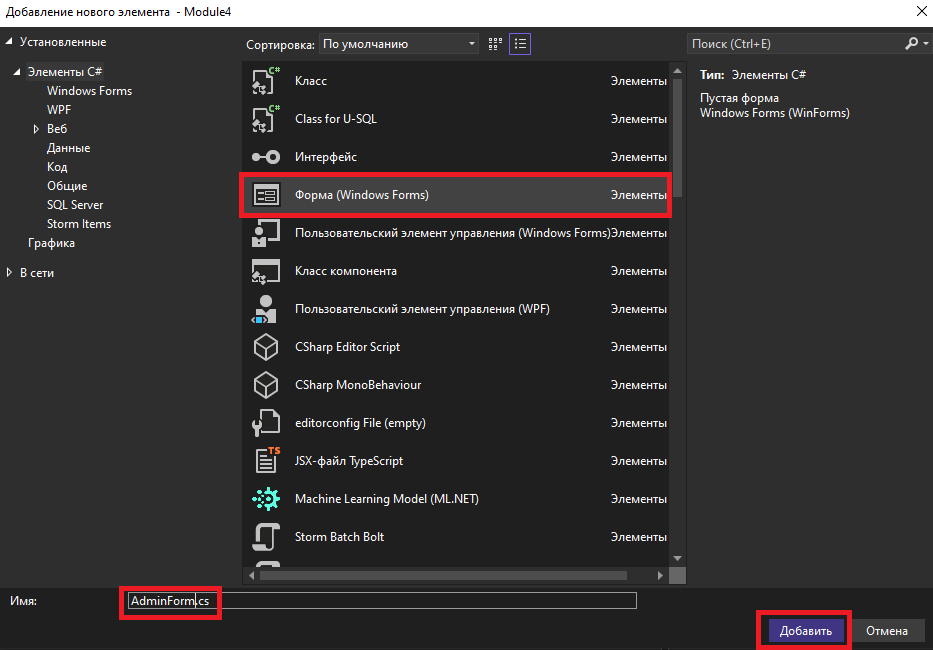 Добавление нового элемента - Module4
Установленные
Сортировка: По умолчанию
Поиск (Ctrl+E)
Элементы C#
Windows Forms
WPF
Веб
Данные
Код
Общие
SQL Server
Storm Items
Графика
В сети
C# Класс Элементы
C# Class for U-SQL Элементы
Интерфейс Элементы
Форма (Windows Forms) Элементы
Пользовательский элемент управления (Windows Forms) Элементы
Класс компонента Элементы
Пользовательский элемент управления (WPF) Элементы
CSharp Editor Script Элементы
CSharp MonoBehaviour Элементы
editorconfig File (empty) Элементы
TS JSX-файл TypeScript Элементы
Machine Learning Model (ML.NET) Элементы
Storm Batch Bolt Элементы
Тип: Элементы C#
Пустая форма
Windows Forms (WinForms)
Имя: AdminForm.cs
Добавить Отмена